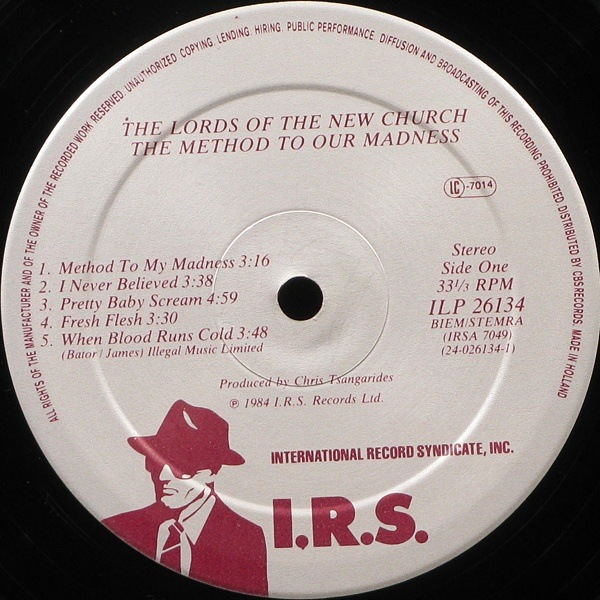 ALL RIGHTS OF THE MANUFACTURER AND OF THE OWNER OF THE RECORDED WORK RESERVED. UNAUTHORIZED COPYING, LENDING, HIRING, PUBLIC PERFORMANCE, DIFFUSION AND BROADCASTING OF THIS RECORDING PROHIBITED. DISTRIBUTED BY CBS RECORDS. MADE IN HOLLAND
THE LORDS OF THE NEW CHURCH
THE METHOD TO OUR MADNESS
LC -7014
1. Method To My Madness 3:16
2. I Never Believed 3:38
3. Pretty Baby Scream 4:59
4. Fresh Flesh 3:30
5. When Blood Runs Cold 3:48
(Bator / James) Illegal Music Limited
Stereo
Side One
33 1/3 RPM
ILP 26134
BIEM/STEMRA
(IRSA 7049)
(24-026134-1)
Produced by Chris Tsangarides
℗ 1984 I.R.S. Records Ltd.
INTERNATIONAL RECORD SYNDICATE, INC.
I.R.S.